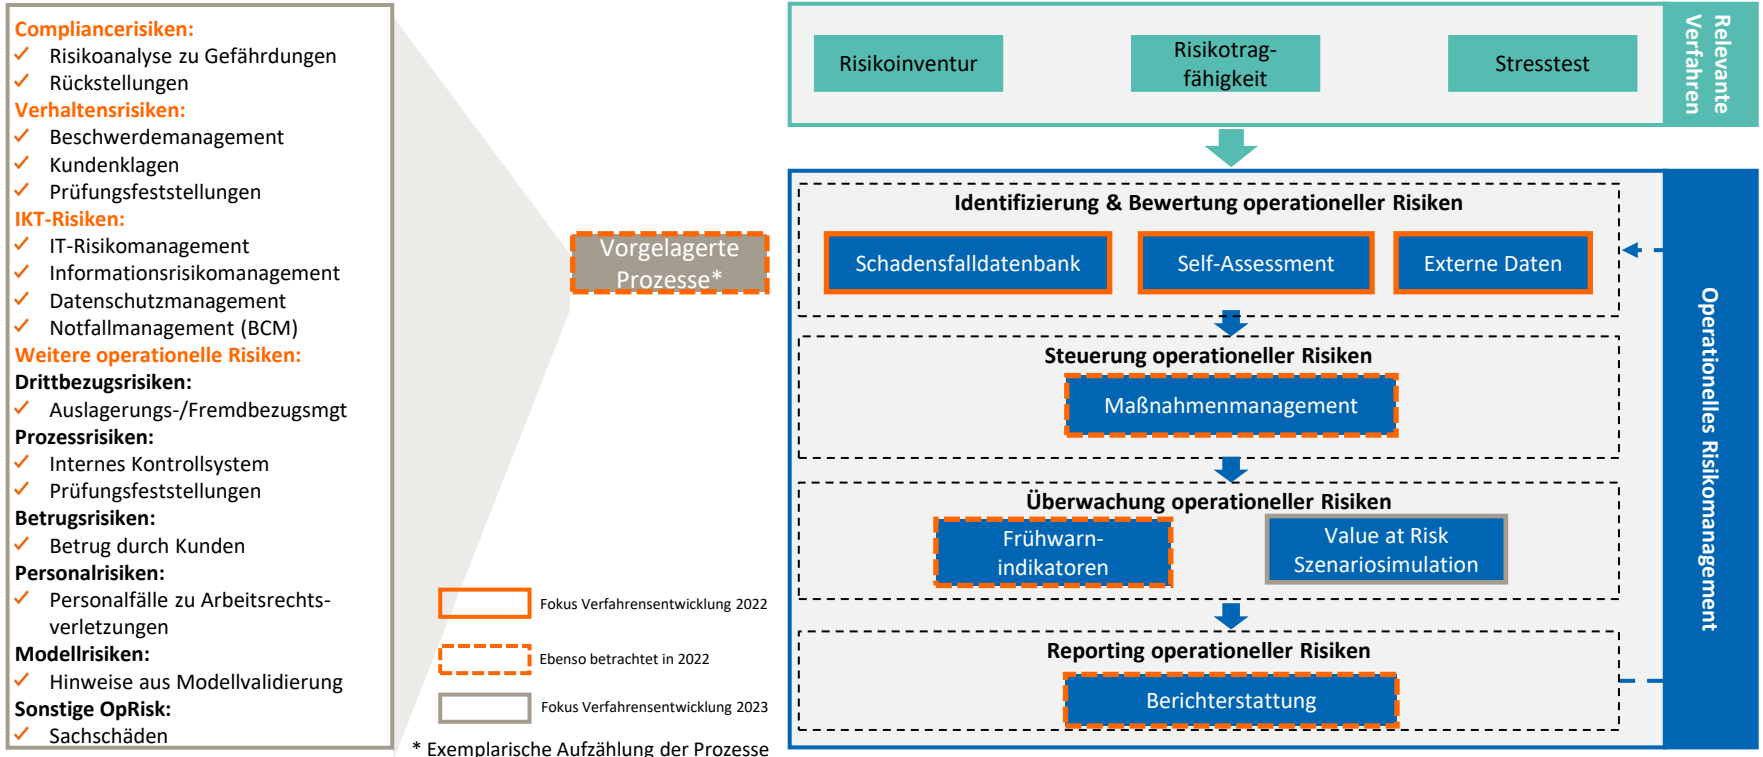 Compliancerisiken:
✓ Risikoanalyse zu Gefährdungen
✓ Rückstellungen
Verhaltensrisiken:
✓ Beschwerdemanagement
✓ Kundenklagen
✓ Prüfungsfeststellungen
IKT-Risiken:
✓ IT-Risikomanagement
✓ Informationsrisikomanagement
✓ Datenschutzmanagement
✓ Notfallmanagement (BCM)
Weitere operationelle Risiken:
Drittbezugsrisiken:
✓ Auslagerungs-/Fremdbezugsmgt
Prozessrisiken:
✓ Internes Kontrollsystem
✓ Prüfungsfeststellungen
Betrugsrisiken:
✓ Betrug durch Kunden
Personalrisiken:
✓ Personalfälle zu Arbeitsrechts-
verletzungen
Modellrisiken:
✓ Hinweise aus Modellvalidierung
Sonstige OpRisk:
✓ Sachschäden
Vorgelagerte
Prozesse*
Fokus Verfahrensentwicklung 2022
Ebenso betrachtet in 2022
Fokus Verfahrensentwicklung 2023
* Exemplarische Aufzählung der Prozesse
Risikoinventur
Risikotrag-
fähigkeit
Stresstest
Relevante
Verfahren
Identifizierung & Bewertung operationeller Risiken
Schadensfalldatenbank
Self-Assessment
Externe Daten
Steuerung operationeller Risiken
Maßnahmenmanagement
Überwachung operationeller Risiken
Frühwarn-
indikatoren
Value at Risk
Szenariosimulation
Reporting operationeller Risiken
Berichterstattung
Operationelles Risikomanagement